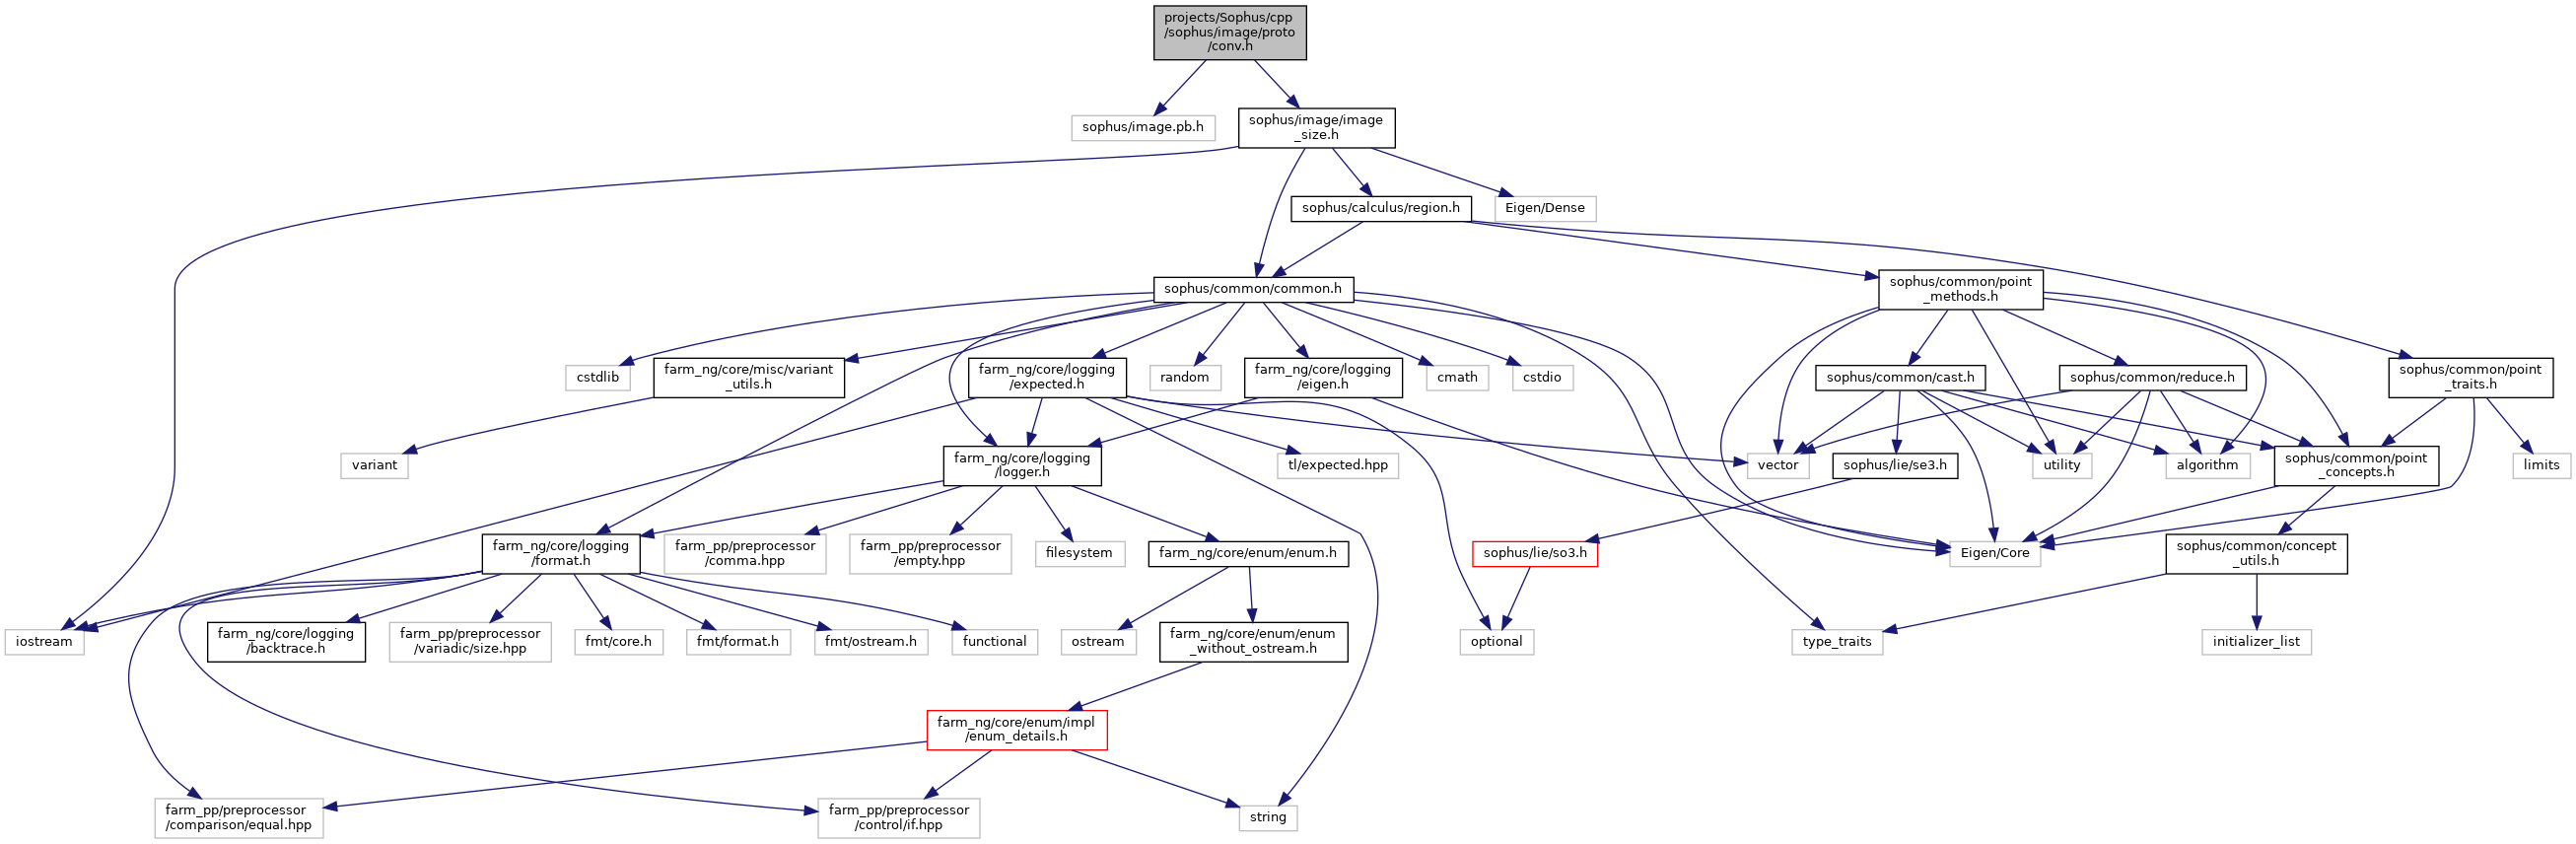 projects/Sophus/cpp
/sophus/image/proto
/conv.h
sophus/image.pb.h
sophus/image/image
_size.h
sophus/calculus/region.h
Eigen/Dense
sophus/common/common.h
sophus/common/point
_methods.h
cstdlib
farm_ng/core/misc/variant
_utils.h
farm_ng/core/logging
/expected.h
random
farm_ng/core/logging
/eigen.h
cmath
cstdio
sophus/common/cast.h
sophus/common/reduce.h
sophus/common/point
_traits.h
variant
farm_ng/core/logging
/logger.h
tl/expected.hpp
vector
sophus/lie/se3.h
utility
algorithm
sophus/common/point
_concepts.h
limits
farm_ng/core/logging
/format.h
farm_pp/preprocessor
/comma.hpp
farm_pp/preprocessor
/empty.hpp
filesystem
farm_ng/core/enum/enum.h
sophus/lie/so3.h
Eigen/Core
sophus/common/concept
_utils.h
iostream
farm_ng/core/logging
/backtrace.h
farm_pp/preprocessor
/variadic/size.hpp
fmt/core.h
fmt/format.h
fmt/ostream.h
functional
ostream
farm_ng/core/enum/enum
_without_ostream.h
optional
type_traits
initializer_list
farm_ng/core/enum/impl
/enum_details.h
farm_pp/preprocessor
/comparison/equal.hpp
farm_pp/preprocessor
/control/if.hpp
string